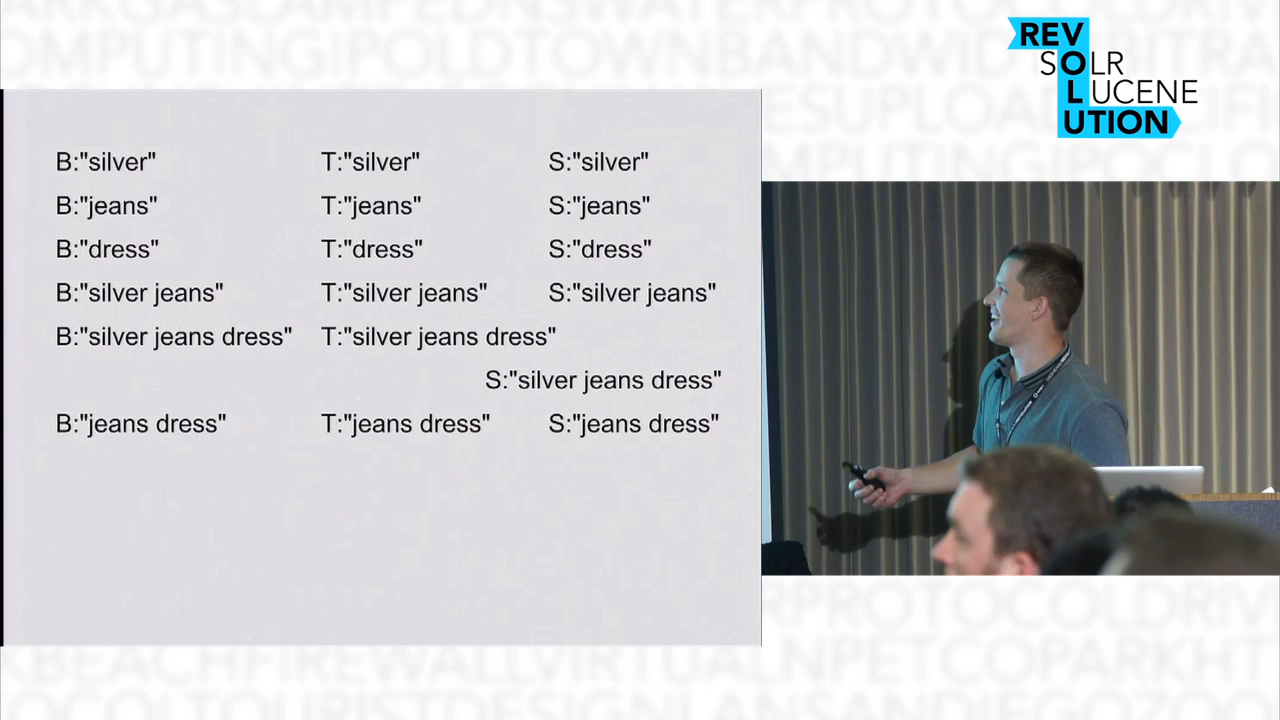 REV
SOLR
LUCENE
UTION
B:"silver" T:"silver" S:"silver"
B:"jeans" T:"jeans" S:"jeans"
B:"dress" T:"dress" S:"dress"
B:"silver jeans" T:"silver jeans" S:"silver jeans"
B:"silver jeans dress" T:"silver jeans dress"
S:"silver jeans dress"
B:"jeans dress" T:"jeans dress" S:"jeans dress"